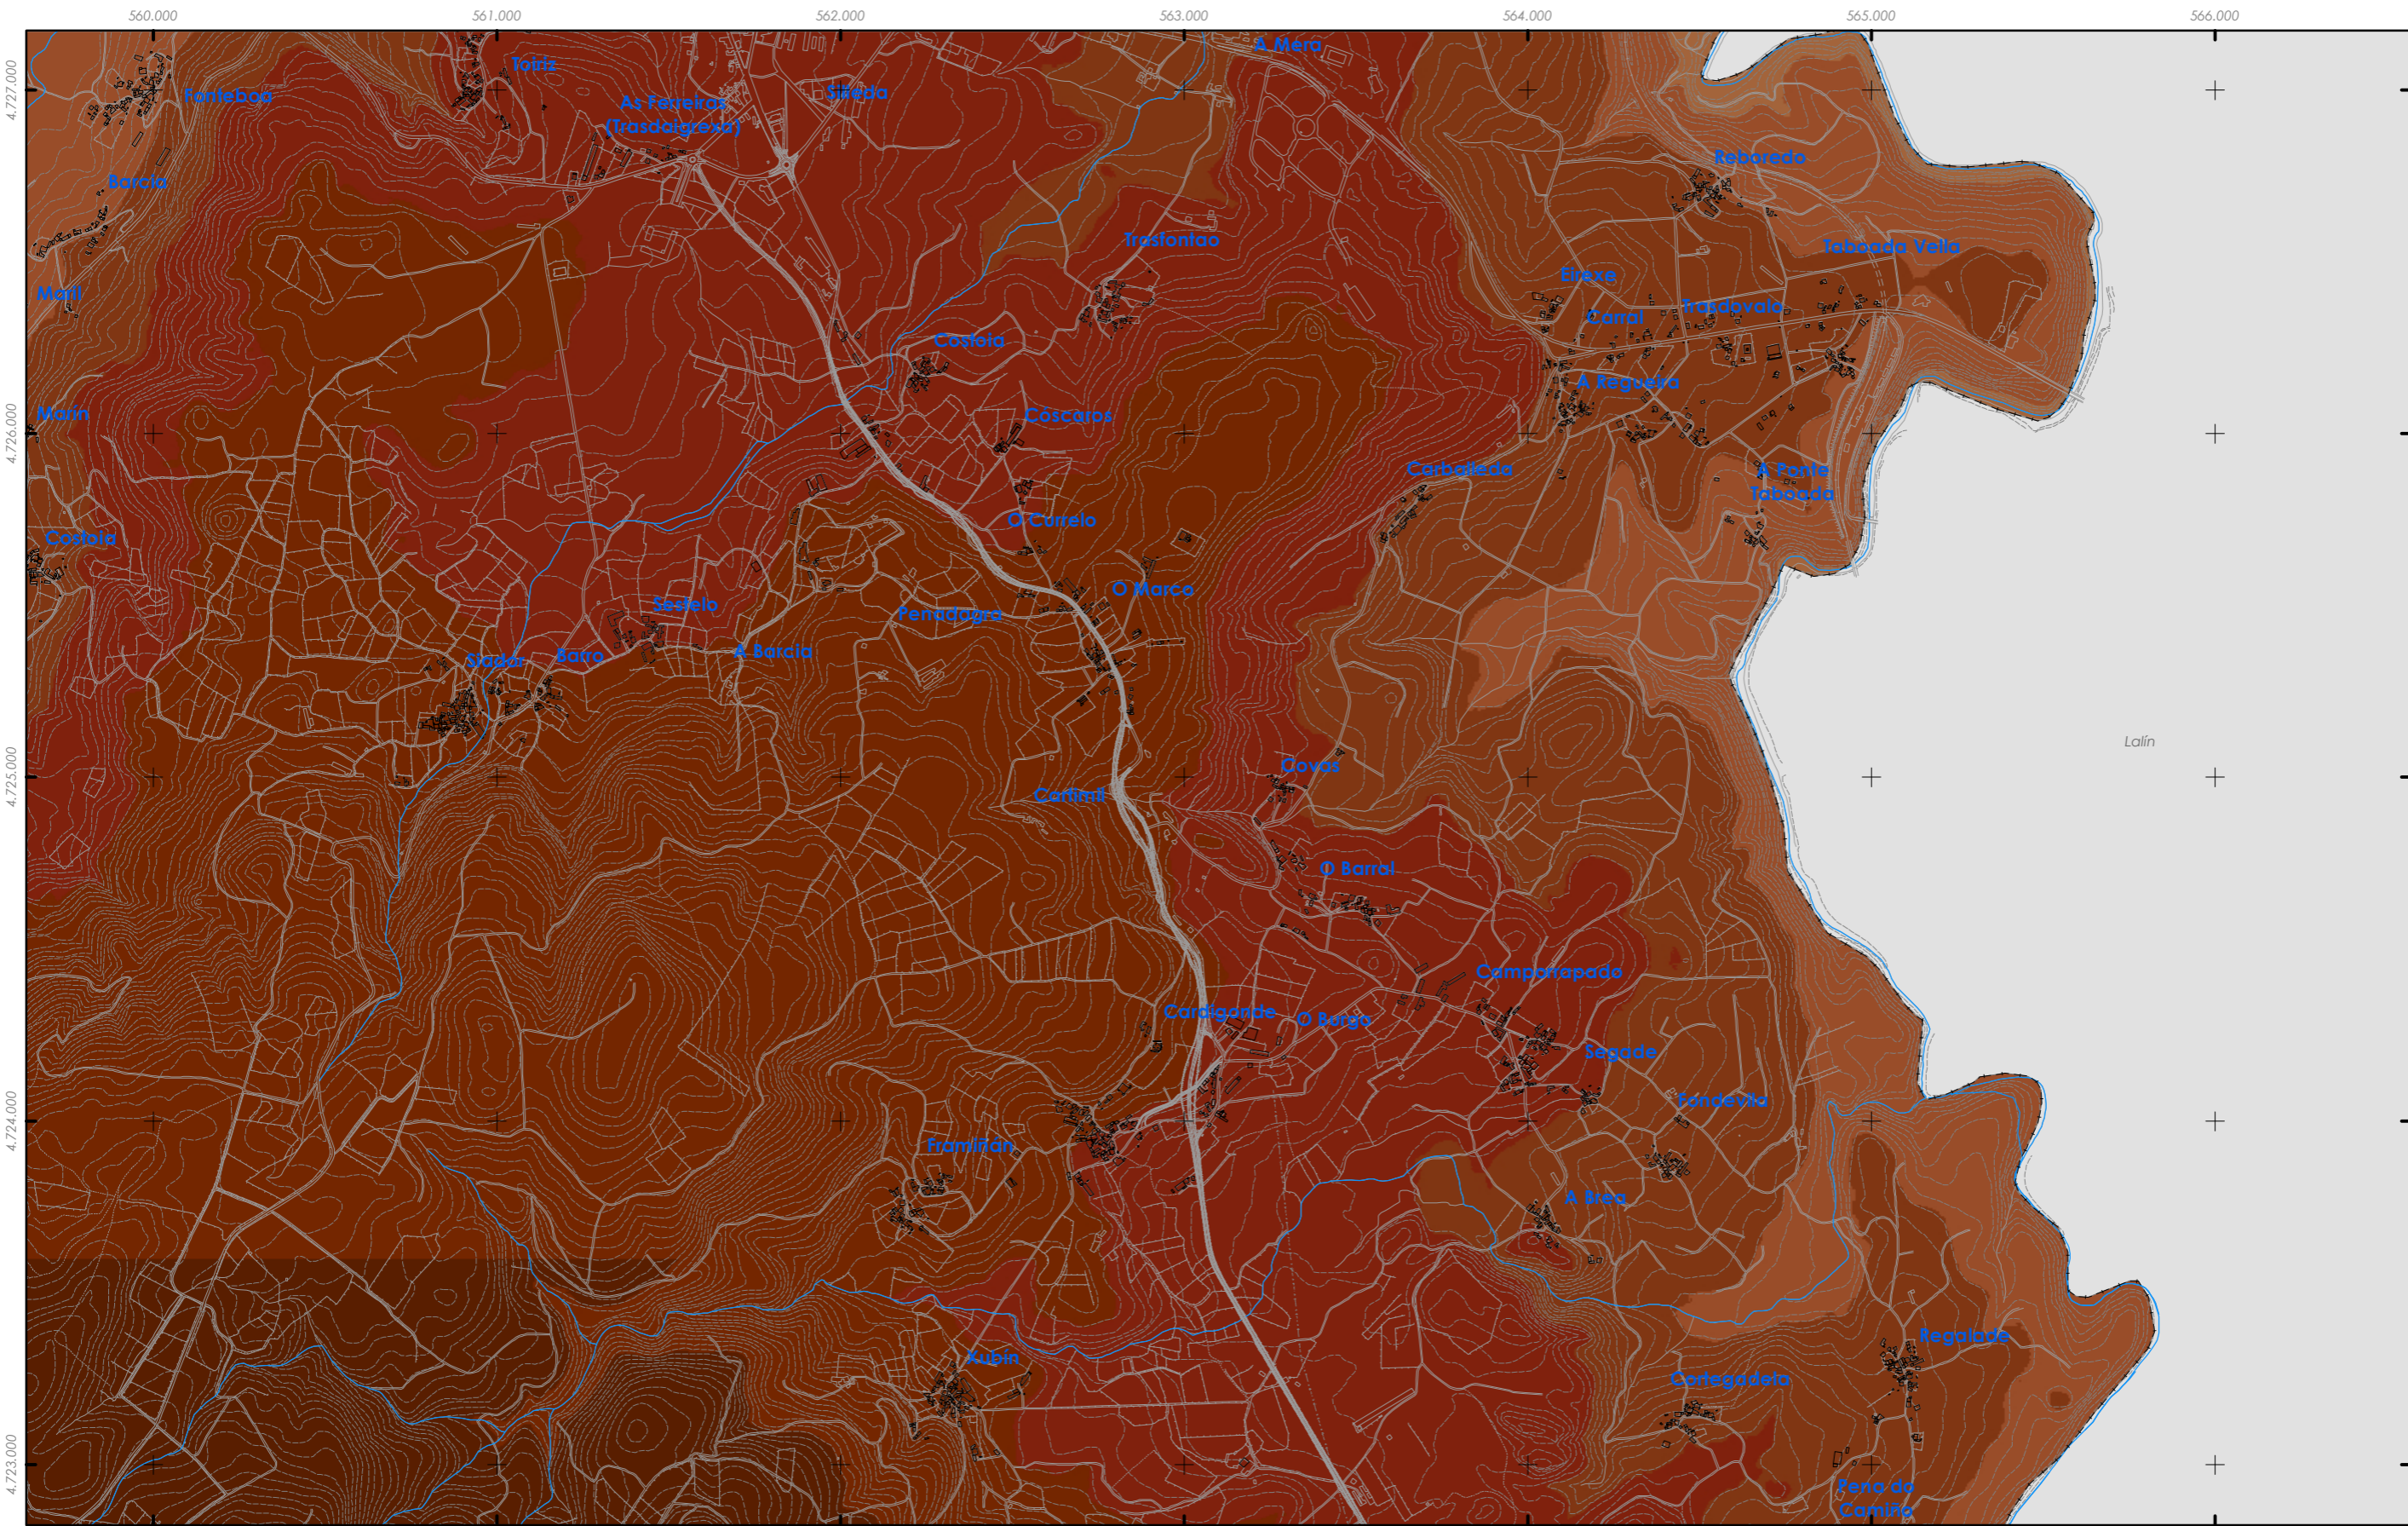 560.000 561.000 562.000 563.000 564.000 565.000 566.000
4.727.000
4.726.000
4.725.000
4.724.000
4.723.000
Toiriz
A Mera
Fonteboa
As Ferreiras
(Trasdaigrexa)
Silleda
Barcia
Reboredo
Trasfontao
Taboada Vella
Maril
Eirexe
Carral
Trasdovalo
Costoia
A Regueira
Marín
Cóscaros
Carballeda
A Ponte
Taboada
O Currelo
Costoia
O Marco
Sestelo
Penadagra
Siador
Barro
A Barcia
Lalín
Covas
Cartimil
O Barral
Camporrapado
Cardigonde
O Burgo
Segade
Fondevila
Framiñán
A Brea
Regalade
Xubín
Cortegadela
Pena do
Camiño